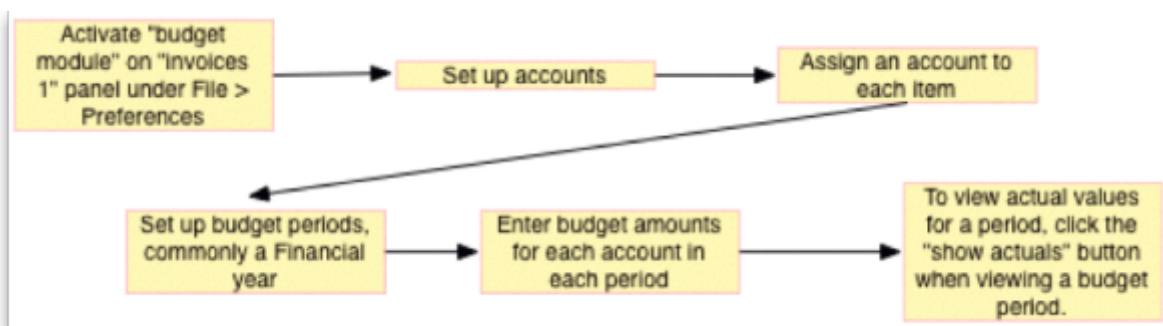 Activate "budget
module" on "invoices
1" panel under File >
Preferences
Set up accounts
Assign an account to
each item
Set up budget periods,
commonly a Financial
year
Enter budget amounts
for each account in
each period
To view actual values
for a period, click the
"show actuals" button
when viewing a budget
period.